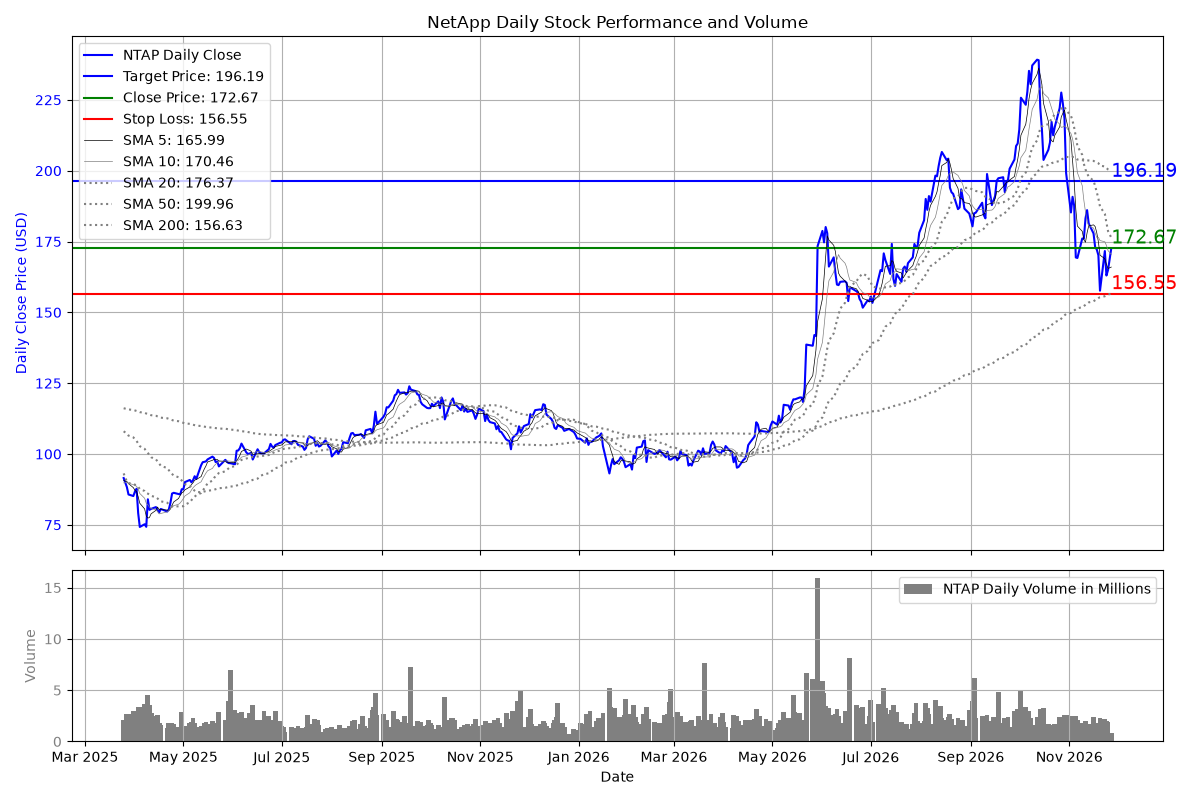 NetApp Daily Stock Performance and Volume
NTAP Daily Close
Target Price: 196.19
Close Price: 172.67
Stop Loss: 156.55
SMA 5: 165.99
SMA 10: 170.46
SMA 20: 176.37
SMA 50: 199.96
SMA 200: 156.63
225
200
175
150
125
100
75
Daily Close Price (USD)
196.19
172.67
156.55
NTAP Daily Volume in Millions
15
10
5
0
Volume
Mar 2025 May 2025 Jul 2025 Sep 2025 Nov 2025 Jan 2026 Mar 2026 May 2026 Jul 2026 Sep 2026 Nov 2026
Date